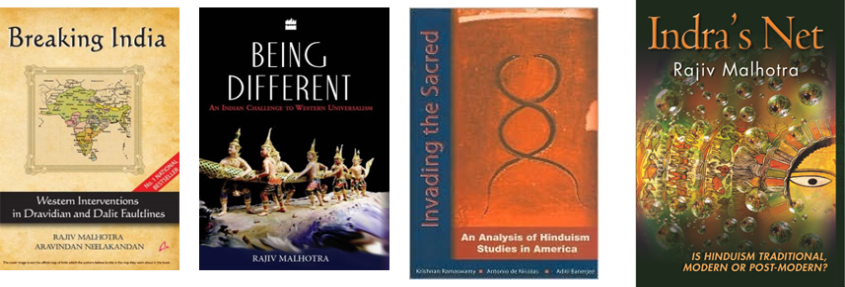 Breaking India
No. 1 NATIONAL
BESTSELLER
Western Interventions
in Dravidian and Dalit Faultlines
RAJIV MALHOTRA
ARAVINDAN NEELAKANDAN
BEING
DIFFERENT
AN INDIAN CHALLENGE TO WESTERN UNIVERSALISM
RAJIV MALHOTRA
Invading the Sacred
An Analysis of Hinduism
Studies in America
Krishnan Ramaswamy ■ Antonio de Nicolas ■ Aditi Banerjee
Indra's Net
Rajiv Malhotra
IS HINDUISM TRADITIONAL,
MODERN OR POST-MODERN?